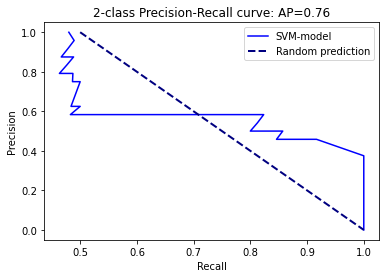 2-class Precision-Recall curve: AP=0.76
SVM-model
Random prediction
Precision
1.0
0.8
0.6
0.4
0.2
0.0
0.5
0.6
0.7
0.8
0.9
1.0
Recall